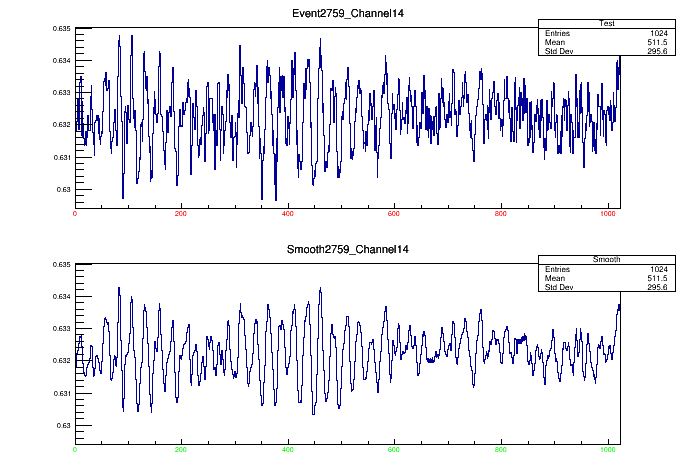 Event2759_Channel14
Test
Entries 1024
Mean 511.5
Std Dev 295.6
0.635
0.634
0.633
0.632
0.631
0.63
0 200 400 600 800 1000
Smooth2759_Channel14
Smooth
Entries 1024
Mean 511.5
Std Dev 295.6
0.635
0.634
0.633
0.632
0.631
0.63
0 200 400 600 800 1000